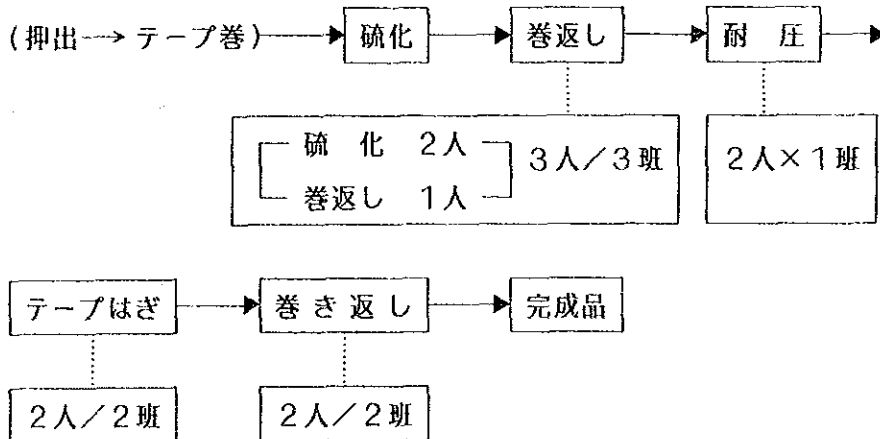 (押出→ テープ巻)→ 硫化 → 巻返し → 耐 圧 →
硫 化 2人
巻返し 1人
3人/3班
2人×1班
テープはぎ → 巻き返し → 完成品
2人/2班
2人/2班